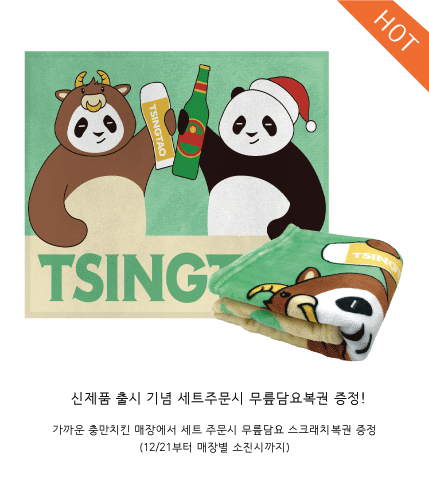 HOT
TSINGTAO
TSINGT
TSINGTAO
신제품 출시 기념 세트주문시 무릎담요복권 증정!
가까운 충만치킨 매장에서 세트 주문시 무릎담요 스크래치복권 증정
(12/21부터 매장별 소진시까지)